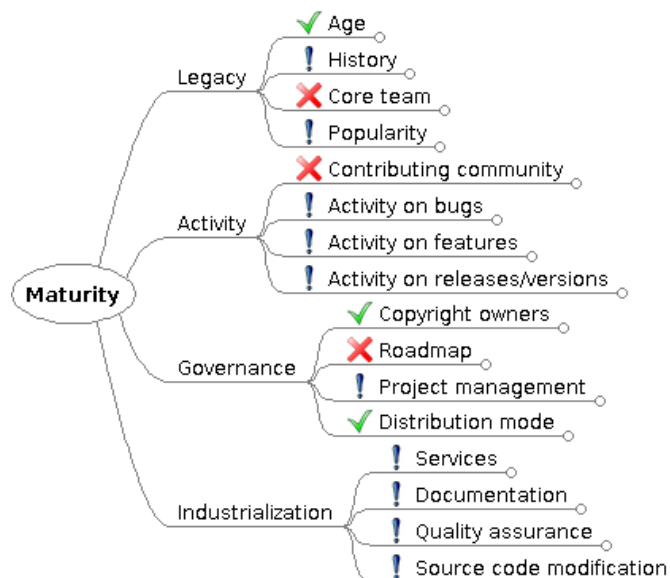 Age
History
Legacy
Core team
Popularity
Contributing community
Activity on bugs
Activity
Activity on features
Activity on releases/versions
Maturity
Copyright owners
Roadmap
Governance
Project management
Distribution mode
Services
Documentation
Industrialization
Quality assurance
Source code modification